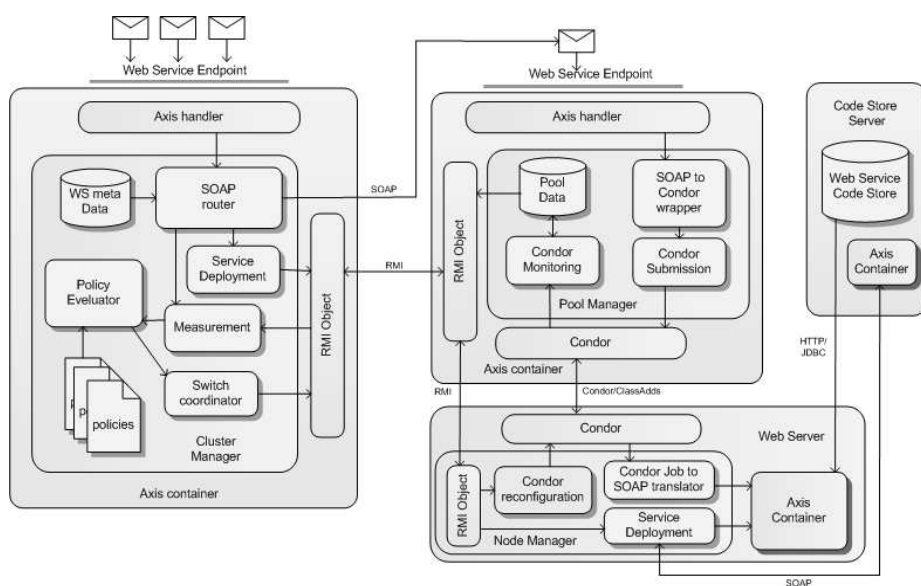 Web Service Endpoint
Axis handler
WS meta
Data
SOAP
router
Service
Deployment
Policy
Eveluator
Measurement
Switch
coordinator
policies
Cluster
Manager
RMI Object
Axis container
SOAP
RMI
Web Service Endpoint
Axis handler
RMI Object
Pool
Data
SOAP to
Condor
wrapper
Condor
Monitoring
Condor
Submission
Pool Manager
Condor
Axis container
RMI
Condor/ClassAdds
Code Store
Server
Web Service
Code Store
Axis
Container
HTTP/
JDBC
Condor
Web Server
RMI Object
Condor
reconfiguration
Condor Job to
SOAP translator
Service
Deployment
Node Manager
Axis
Container
SOAP